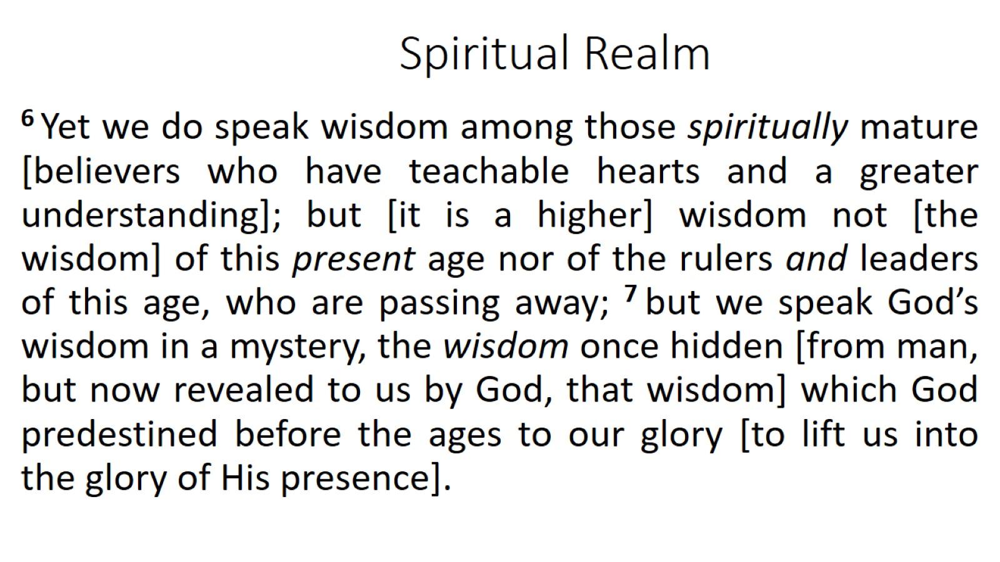 Spiritual Realm
6 Yet we do speak wisdom among those spiritually mature
[believers who have teachable hearts and a greater
understanding]; but [it is a higher] wisdom not [the
wisdom] of this present age nor of the rulers and leaders
of this age, who are passing away; 7 but we speak God’s
wisdom in a mystery, the wisdom once hidden [from man,
but now revealed to us by God, that wisdom] which God
predestined before the ages to our glory [to lift us into
the glory of His presence].